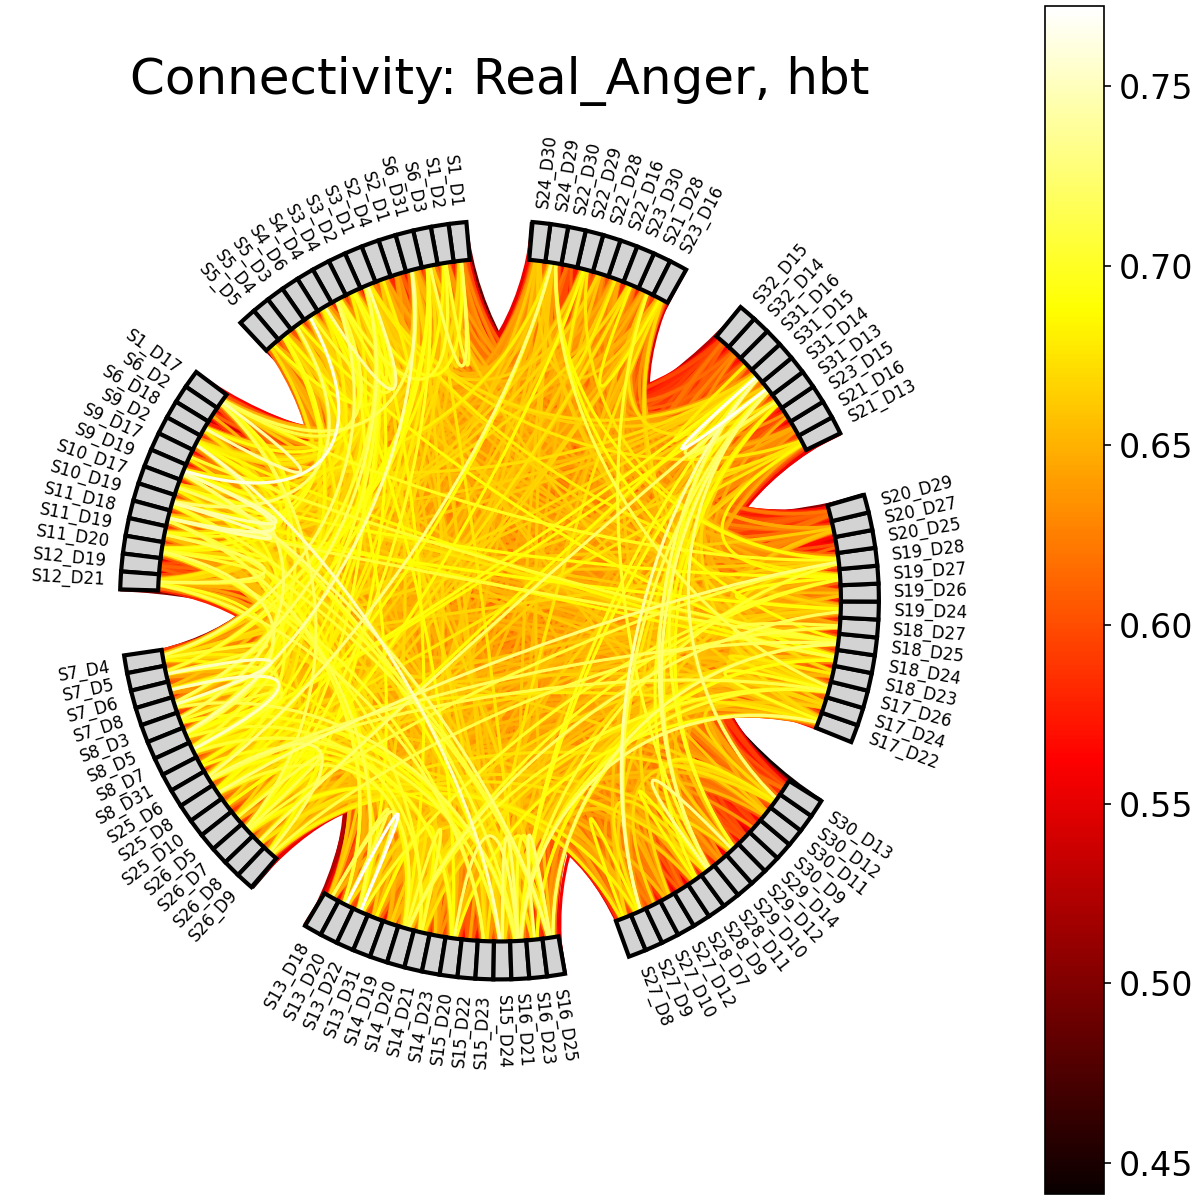 Connectivity: Real_Anger, hbt
S1_D1
S1_D2
S6_D3
S6_D31
S2_D1
S2_D4
S3_D1
S3_D2
S3_D4
S4_D4
S4_D6
S5_D3
S5_D4
S5_D5
S1_D17
S6_D2
S6_D18
S9_D2
S9_D17
S9_D19
S10_D17
S10_D19
S11_D18
S11_D19
S11_D20
S12_D19
S12_D21
S7_D4
S7_D5
S7_D6
S7_D8
S8_D3
S8_D5
S8_D7
S8_D31
S25_D6
S25_D8
S25_D10
S26_D5
S26_D7
S26_D8
S26_D9
S13_D18
S13_D20
S13_D22
S13_D31
S14_D19
S14_D20
S14_D21
S14_D23
S15_D20
S15_D22
S15_D23
S15_D24
S16_D21
S16_D23
S16_D25
S27_D8
S27_D9
S27_D10
S27_D12
S28_D7
S28_D9
S28_D11
S29_D10
S29_D12
S29_D14
S30_D9
S30_D11
S30_D12
S30_D13
S17_D22
S17_D24
S17_D26
S18_D23
S18_D24
S18_D25
S18_D27
S19_D24
S19_D26
S19_D27
S19_D28
S20_D25
S20_D27
S20_D29
S21_D13
S21_D16
S23_D15
S31_D13
S31_D14
S31_D15
S31_D16
S32_D14
S32_D15
S23_D16
S21_D28
S23_D30
S22_D16
S22_D28
S22_D29
S22_D30
S24_D29
S24_D30
0.75
0.70
0.65
0.60
0.55
0.50
0.45